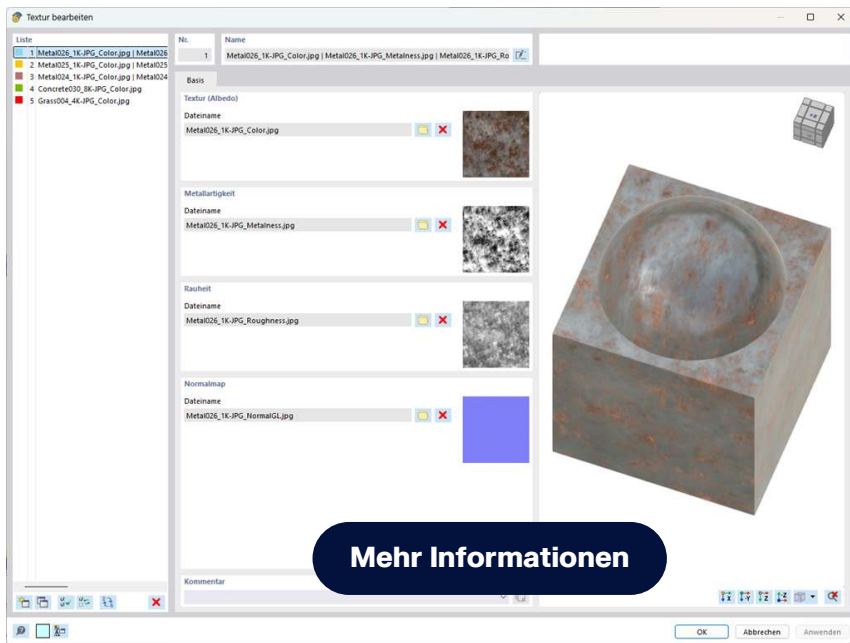 Textur bearbeiten
Liste
1 Metal026_1K-JPG_Color.jpg | Metal026
2 Metal025_1K-JPG_Color.jpg | Metal025
3 Metal024_1K-JPG_Color.jpg | Metal024
4 Concrete030_8K-JPG_Color.jpg
5 Grass004_4K-JPG_Color.jpg
Nr.
1
Name
Metal026_1K-JPG_Color.jpg | Metal026_1K-JPG_Metalness.jpg | Metal026_1K-JPG_Ro
Basis
Textur (Albedo)
Dateiname
Metal026_1K-JPG_Color.jpg
Metallartigkeit
Dateiname
Metal026_1K-JPG_Metalness.jpg
Rauheit
Dateiname
Metal026_1K-JPG_Roughness.jpg
Normalmap
Dateiname
Metal026_1K-JPG_NormalGL.jpg
Mehr Informationen
Kommentar
OK
Abbrechen
Anwenden